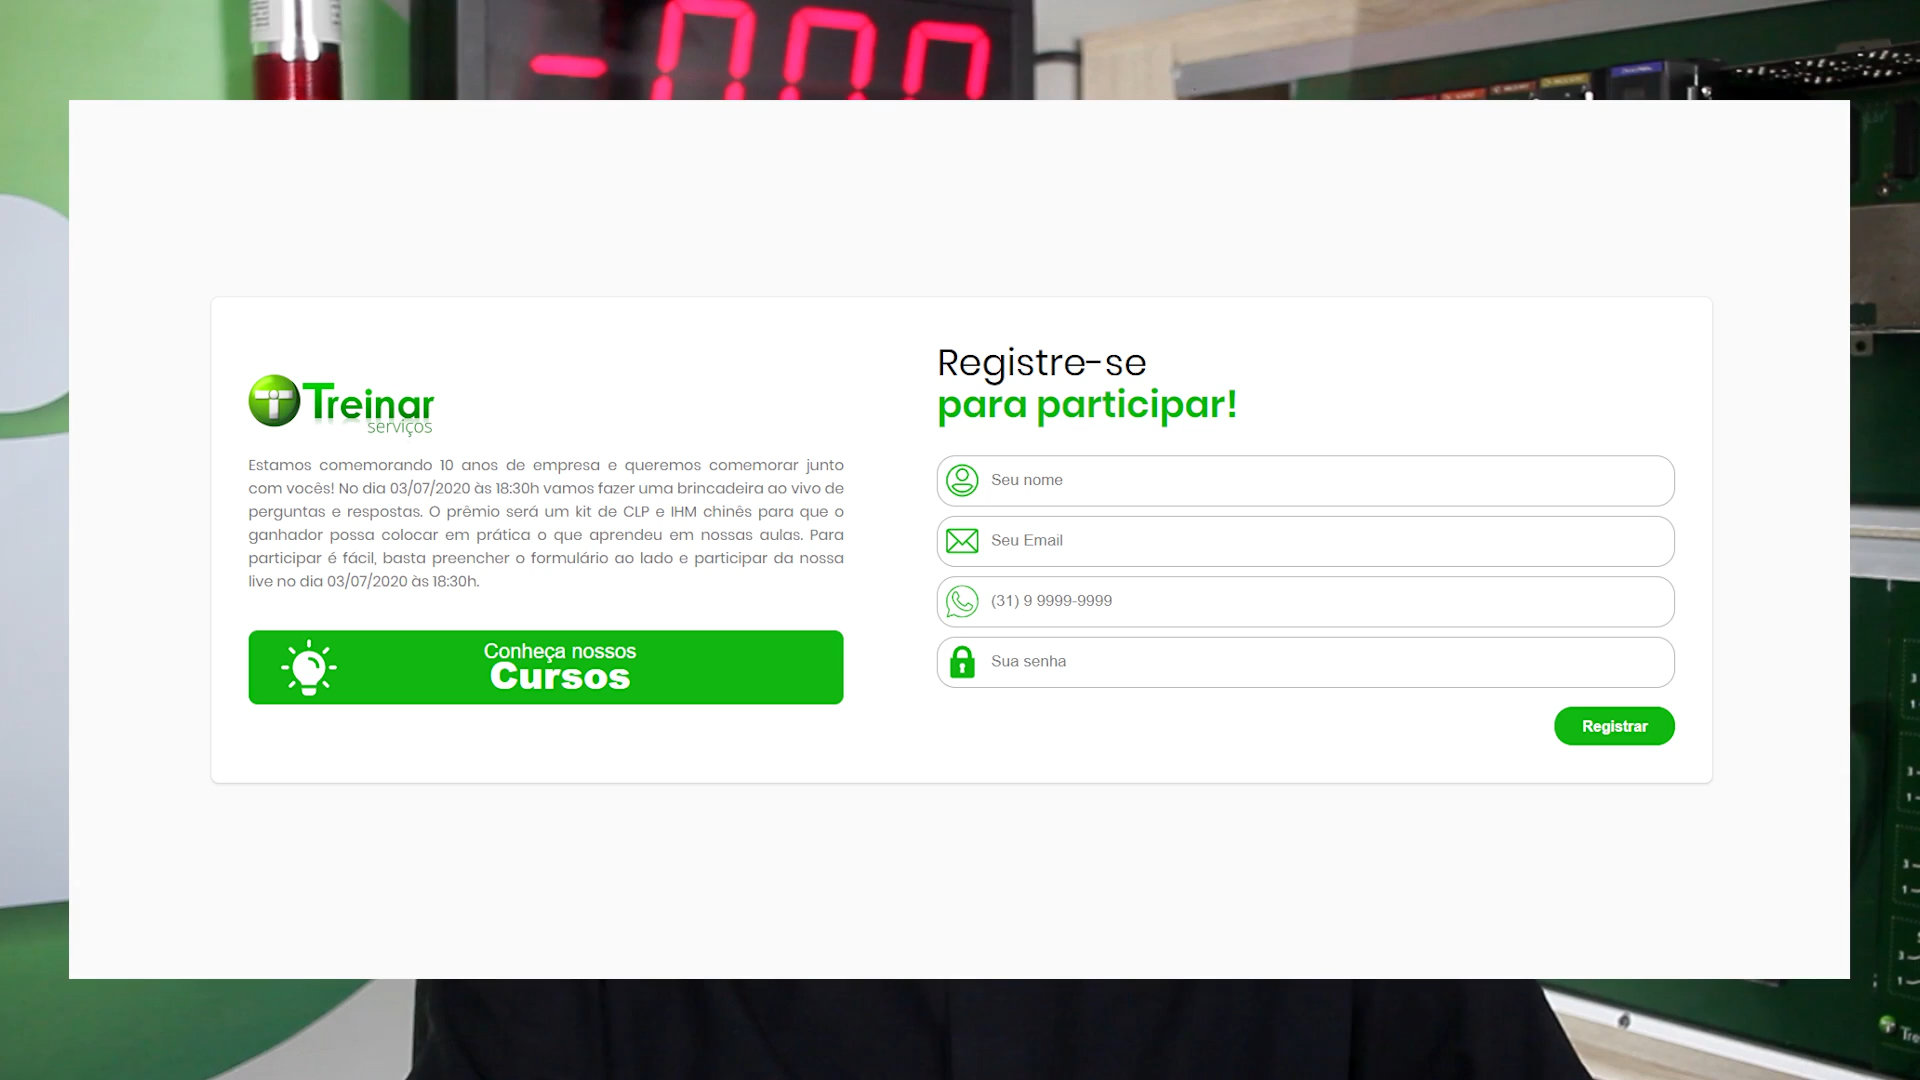 -000
Treinar
serviços
Estamos comemorando 10 anos de empresa e queremos comemorar junto
com vocês! No dia 03/07/2020 às 18:30h vamos fazer uma brincadeira ao vivo de
perguntas e respostas. O prêmio será um kit de CLP e IHM chinês para que o
ganhador possa colocar em prática o que aprendeu em nossas aulas. Para
participar é fácil, basta preencher o formulário ao lado e participar da nossa
live no dia 03/07/2020 às 18:30h.
Conheça nossos
Cursos
Registre-se
para participar!
Seu nome
Seu Email
(31) 9 9999-9999
Sua senha
Registrar